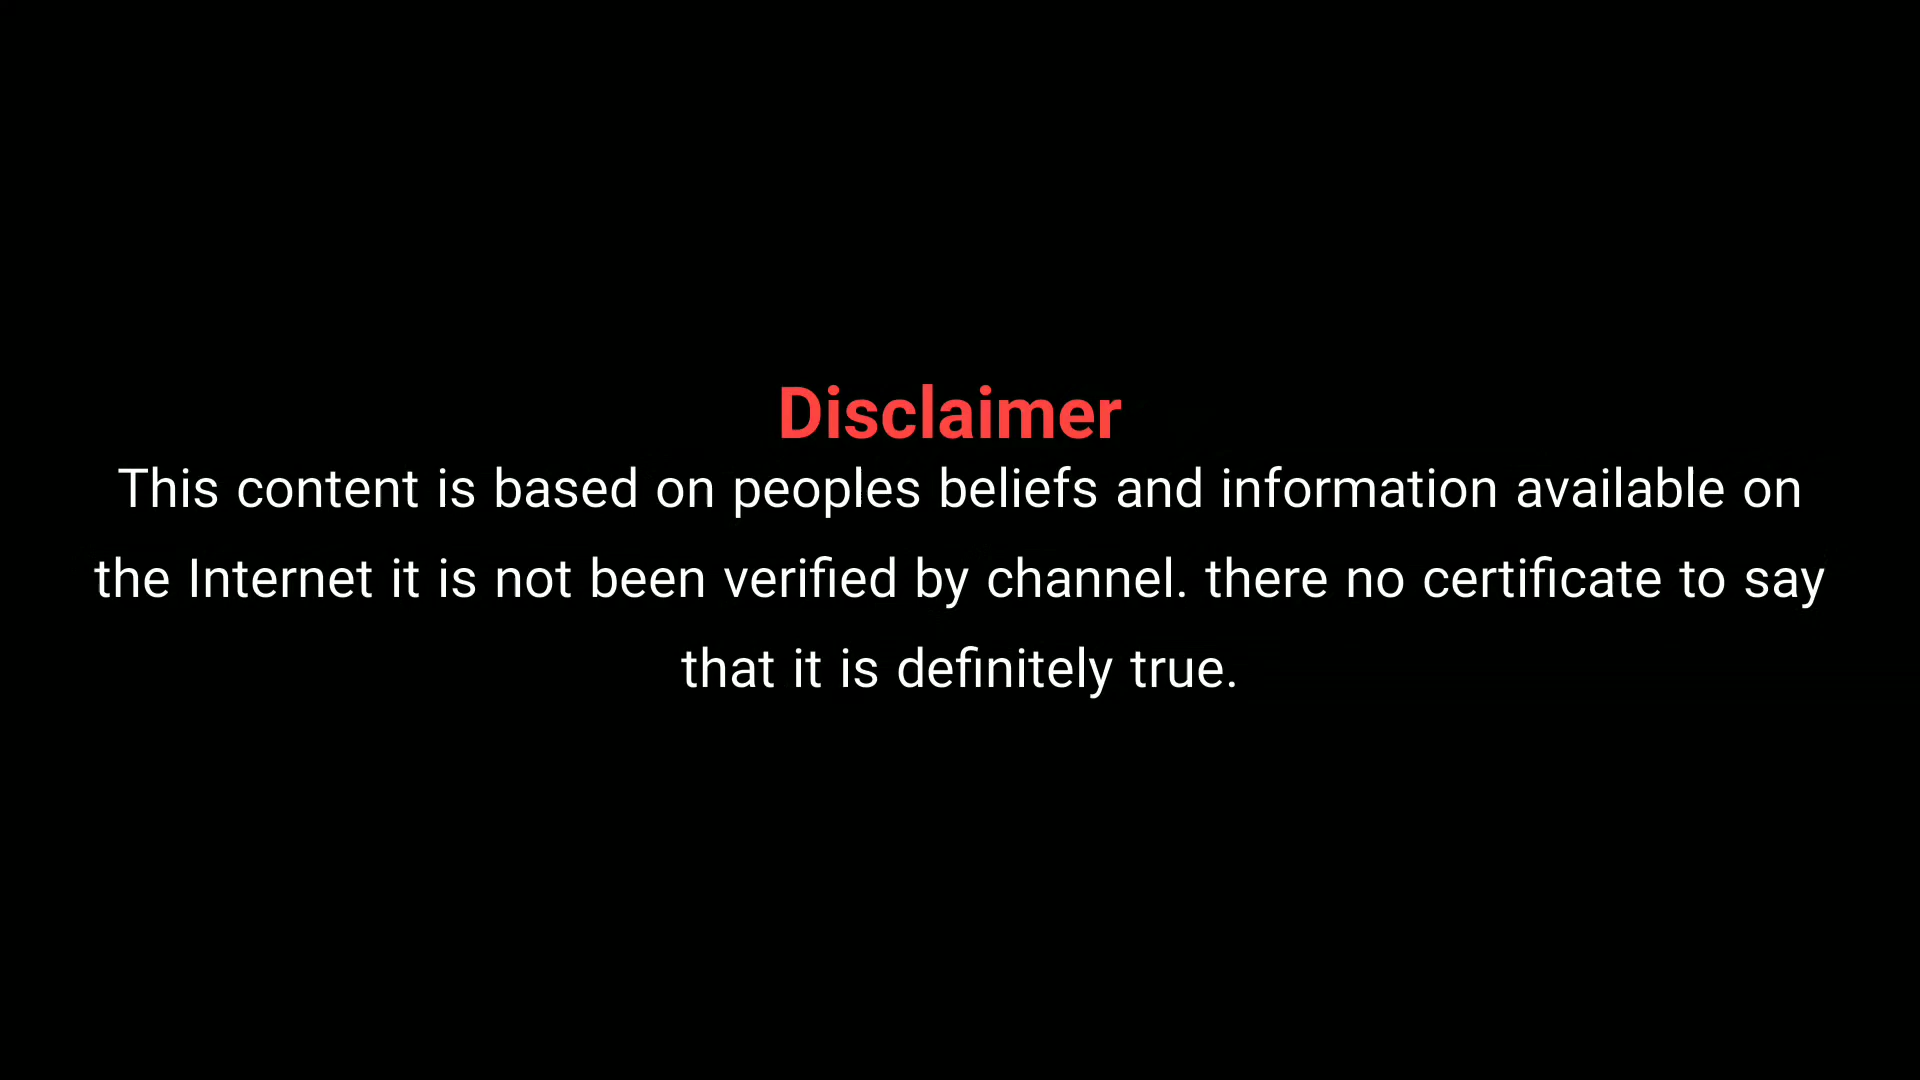 Disclaimer
This content is based on peoples beliefs and information available on
the Internet it is not been verified by channel. there no certificate to say
that it is definitely true.